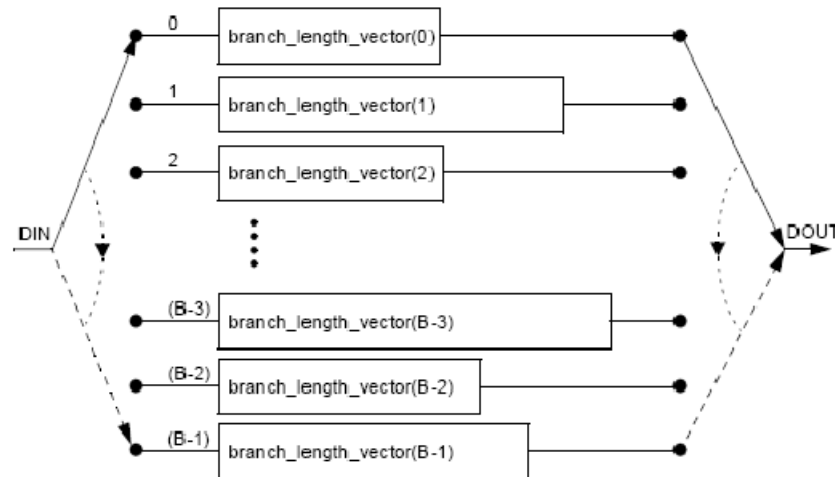 0
branch_length_vector(0)
1
branch_length_vector(1)
2
branch_length_vector(2)
DIN
DOUT
(B-3)
branch_length_vector(B-3)
(B-2)
branch_length_vector(B-2)
(B-1)
branch_length_vector(B-1)